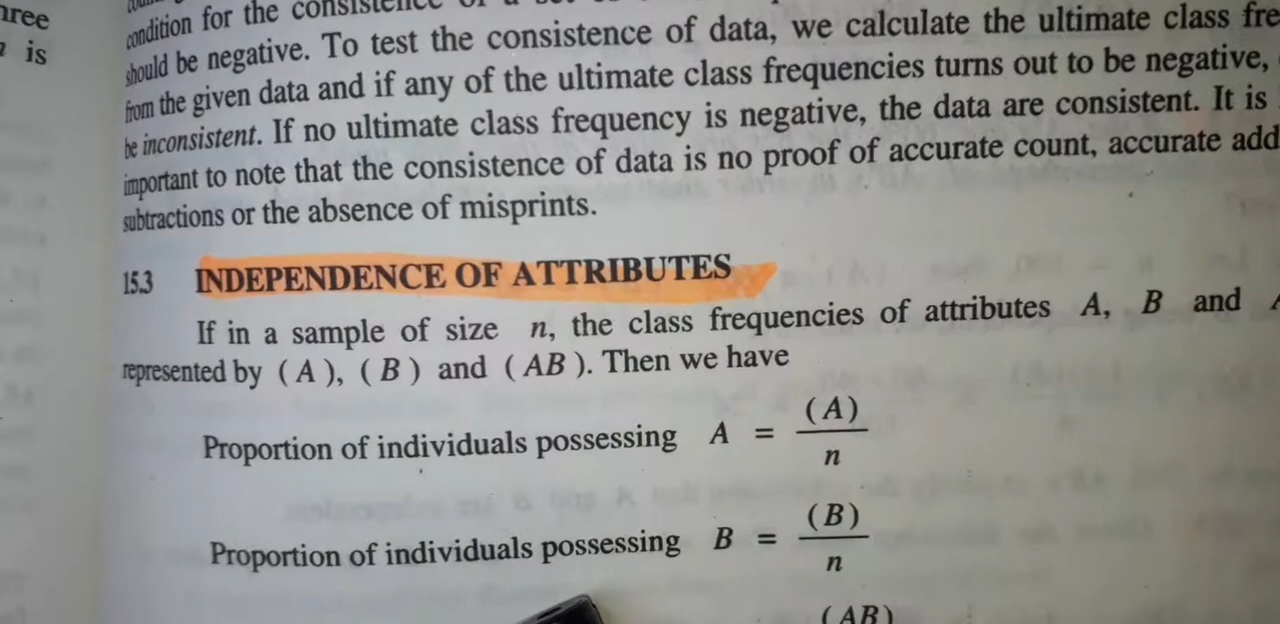 hree
is
condition for the consistence
should be negative. To test the consistence of data, we calculate the ultimate class fre
from the given data and if any of the ultimate class frequencies turns out to be negative,
be inconsistent. If no ultimate class frequency is negative, the data are consistent. It is
important to note that the consistence of data is no proof of accurate count, accurate add
subtractions or the absence of misprints.
15.3 INDEPENDENCE OF ATTRIBUTES
If in a sample of size n, the class frequencies of attributes A, B and
represented by (A), (B) and (AB). Then we have
Proportion of individuals possessing A = (A)
n
Proportion of individuals possessing B = (B)
n
(AB)